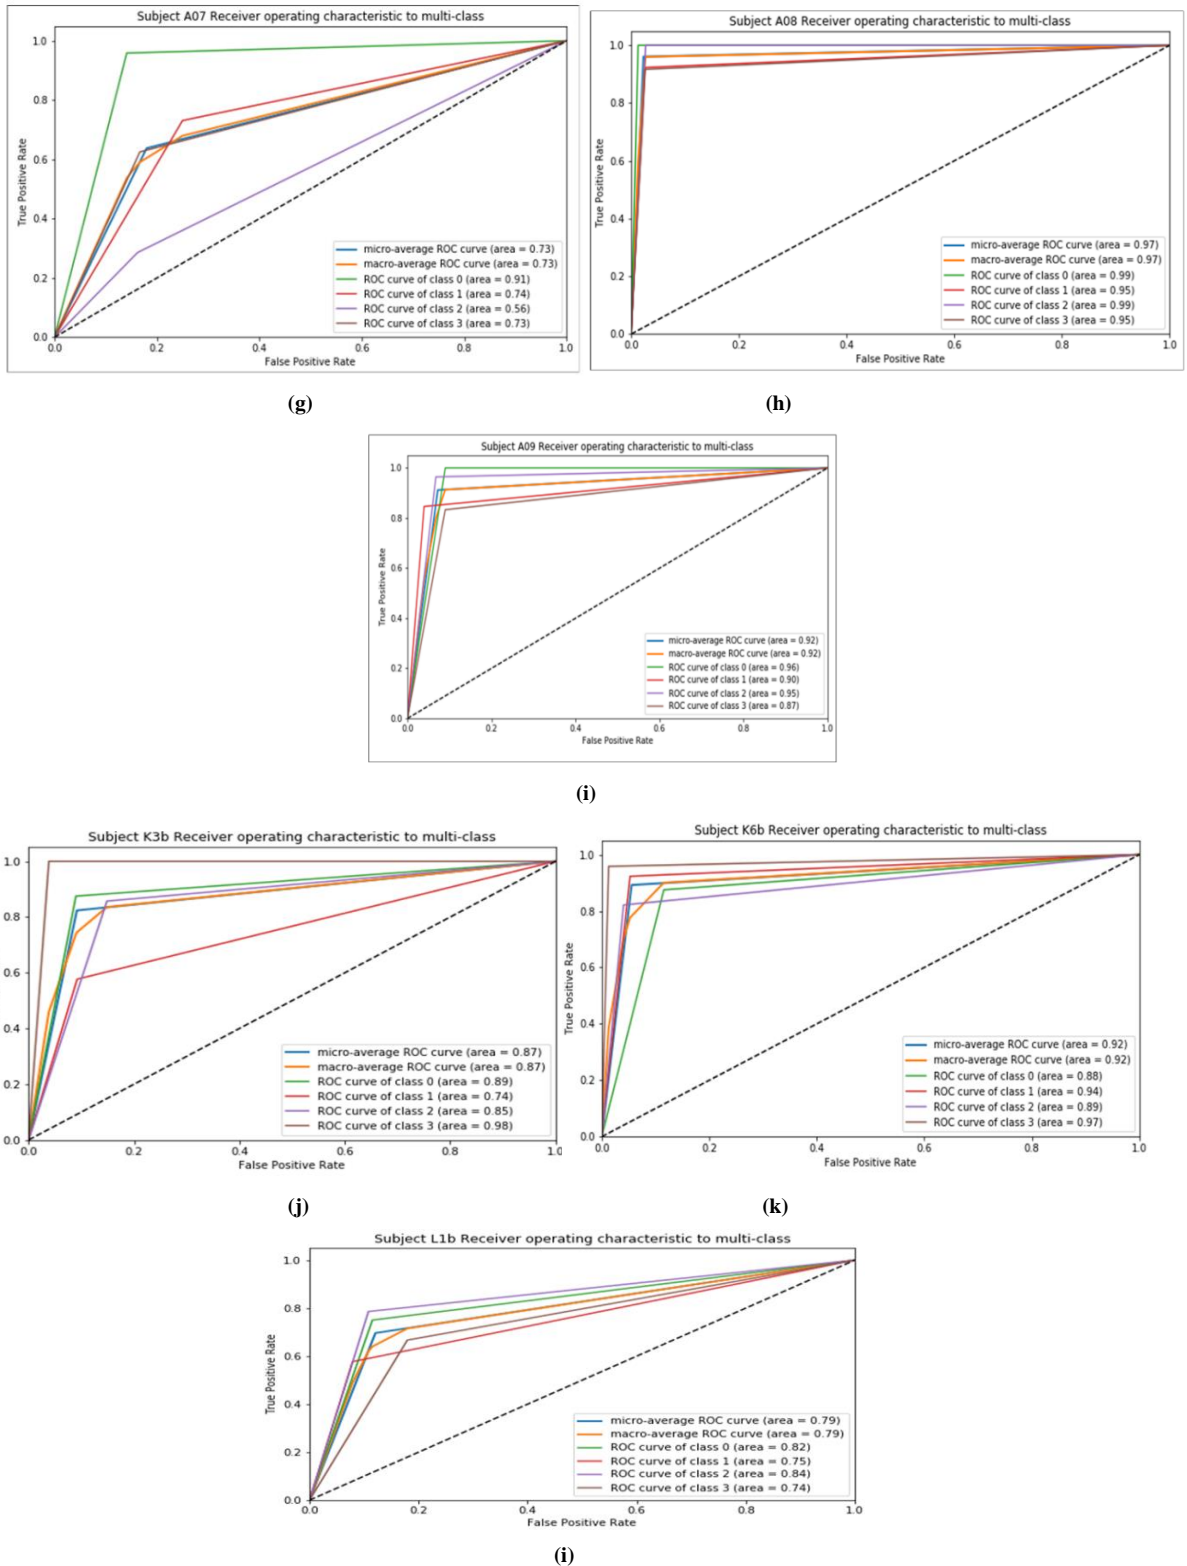 Subject A07 Receiver operating characteristic to multi-class
True Positive Rate
1.0
0.8
0.6
0.4
0.2
0.0
micro-average ROC curve (area = 0.73)
macro-average ROC curve (area = 0.73)
ROC curve of class 0 (area = 0.91)
ROC curve of class 1 (area = 0.74)
ROC curve of class 2 (area = 0.56)
ROC curve of class 3 (area = 0.73)
0.0 0.2 0.4 0.6 0.8 1.0
False Positive Rate
(g)
Subject A08 Receiver operating characteristic to multi-class
True Positive Rate
1.0
0.8
0.6
0.4
0.2
0.0
micro-average ROC curve (area = 0.97)
macro-average ROC curve (area = 0.97)
ROC curve of class 0 (area = 0.99)
ROC curve of class 1 (area = 0.95)
ROC curve of class 2 (area = 0.99)
ROC curve of class 3 (area = 0.95)
0.0 0.2 0.4 0.6 0.8 1.0
False Positive Rate
(h)
Subject A09 Receiver operating characteristic to multi-class
True Positive Rate
1.0
0.8
0.6
0.4
0.2
0.0
micro-average ROC curve (area = 0.92)
macro-average ROC curve (area = 0.92)
ROC curve of class 0 (area = 0.96)
ROC curve of class 1 (area = 0.90)
ROC curve of class 2 (area = 0.95)
ROC curve of class 3 (area = 0.87)
0.0 0.2 0.4 0.6 0.8 1.0
False Positive Rate
(i)
Subject K3b Receiver operating characteristic to multi-class
1.0
0.8
0.6
0.4
0.2
0.0
micro-average ROC curve (area = 0.87)
macro-average ROC curve (area = 0.87)
ROC curve of class 0 (area = 0.89)
ROC curve of class 1 (area = 0.74)
ROC curve of class 2 (area = 0.85)
ROC curve of class 3 (area = 0.98)
0.0 0.2 0.4 0.6 0.8 1.0
False Positive Rate
(j)
Subject K6b Receiver operating characteristic to multi-class
True Positive Rate
1.0
0.8
0.6
0.4
0.2
0.0
micro-average ROC curve (area = 0.92)
macro-average ROC curve (area = 0.92)
ROC curve of class 0 (area = 0.88)
ROC curve of class 1 (area = 0.94)
ROC curve of class 2 (area = 0.89)
ROC curve of class 3 (area = 0.97)
0.0 0.2 0.4 0.6 0.8 1.0
False Positive Rate
(k)
Subject L1b Receiver operating characteristic to multi-class
True Positive Rate
1.0
0.8
0.6
0.4
0.2
0.0
micro-average ROC curve (area = 0.79)
macro-average ROC curve (area = 0.79)
ROC curve of class 0 (area = 0.82)
ROC curve of class 1 (area = 0.75)
ROC curve of class 2 (area = 0.84)
ROC curve of class 3 (area = 0.74)
0.0 0.2 0.4 0.6 0.8 1.0
False Positive Rate
(i)